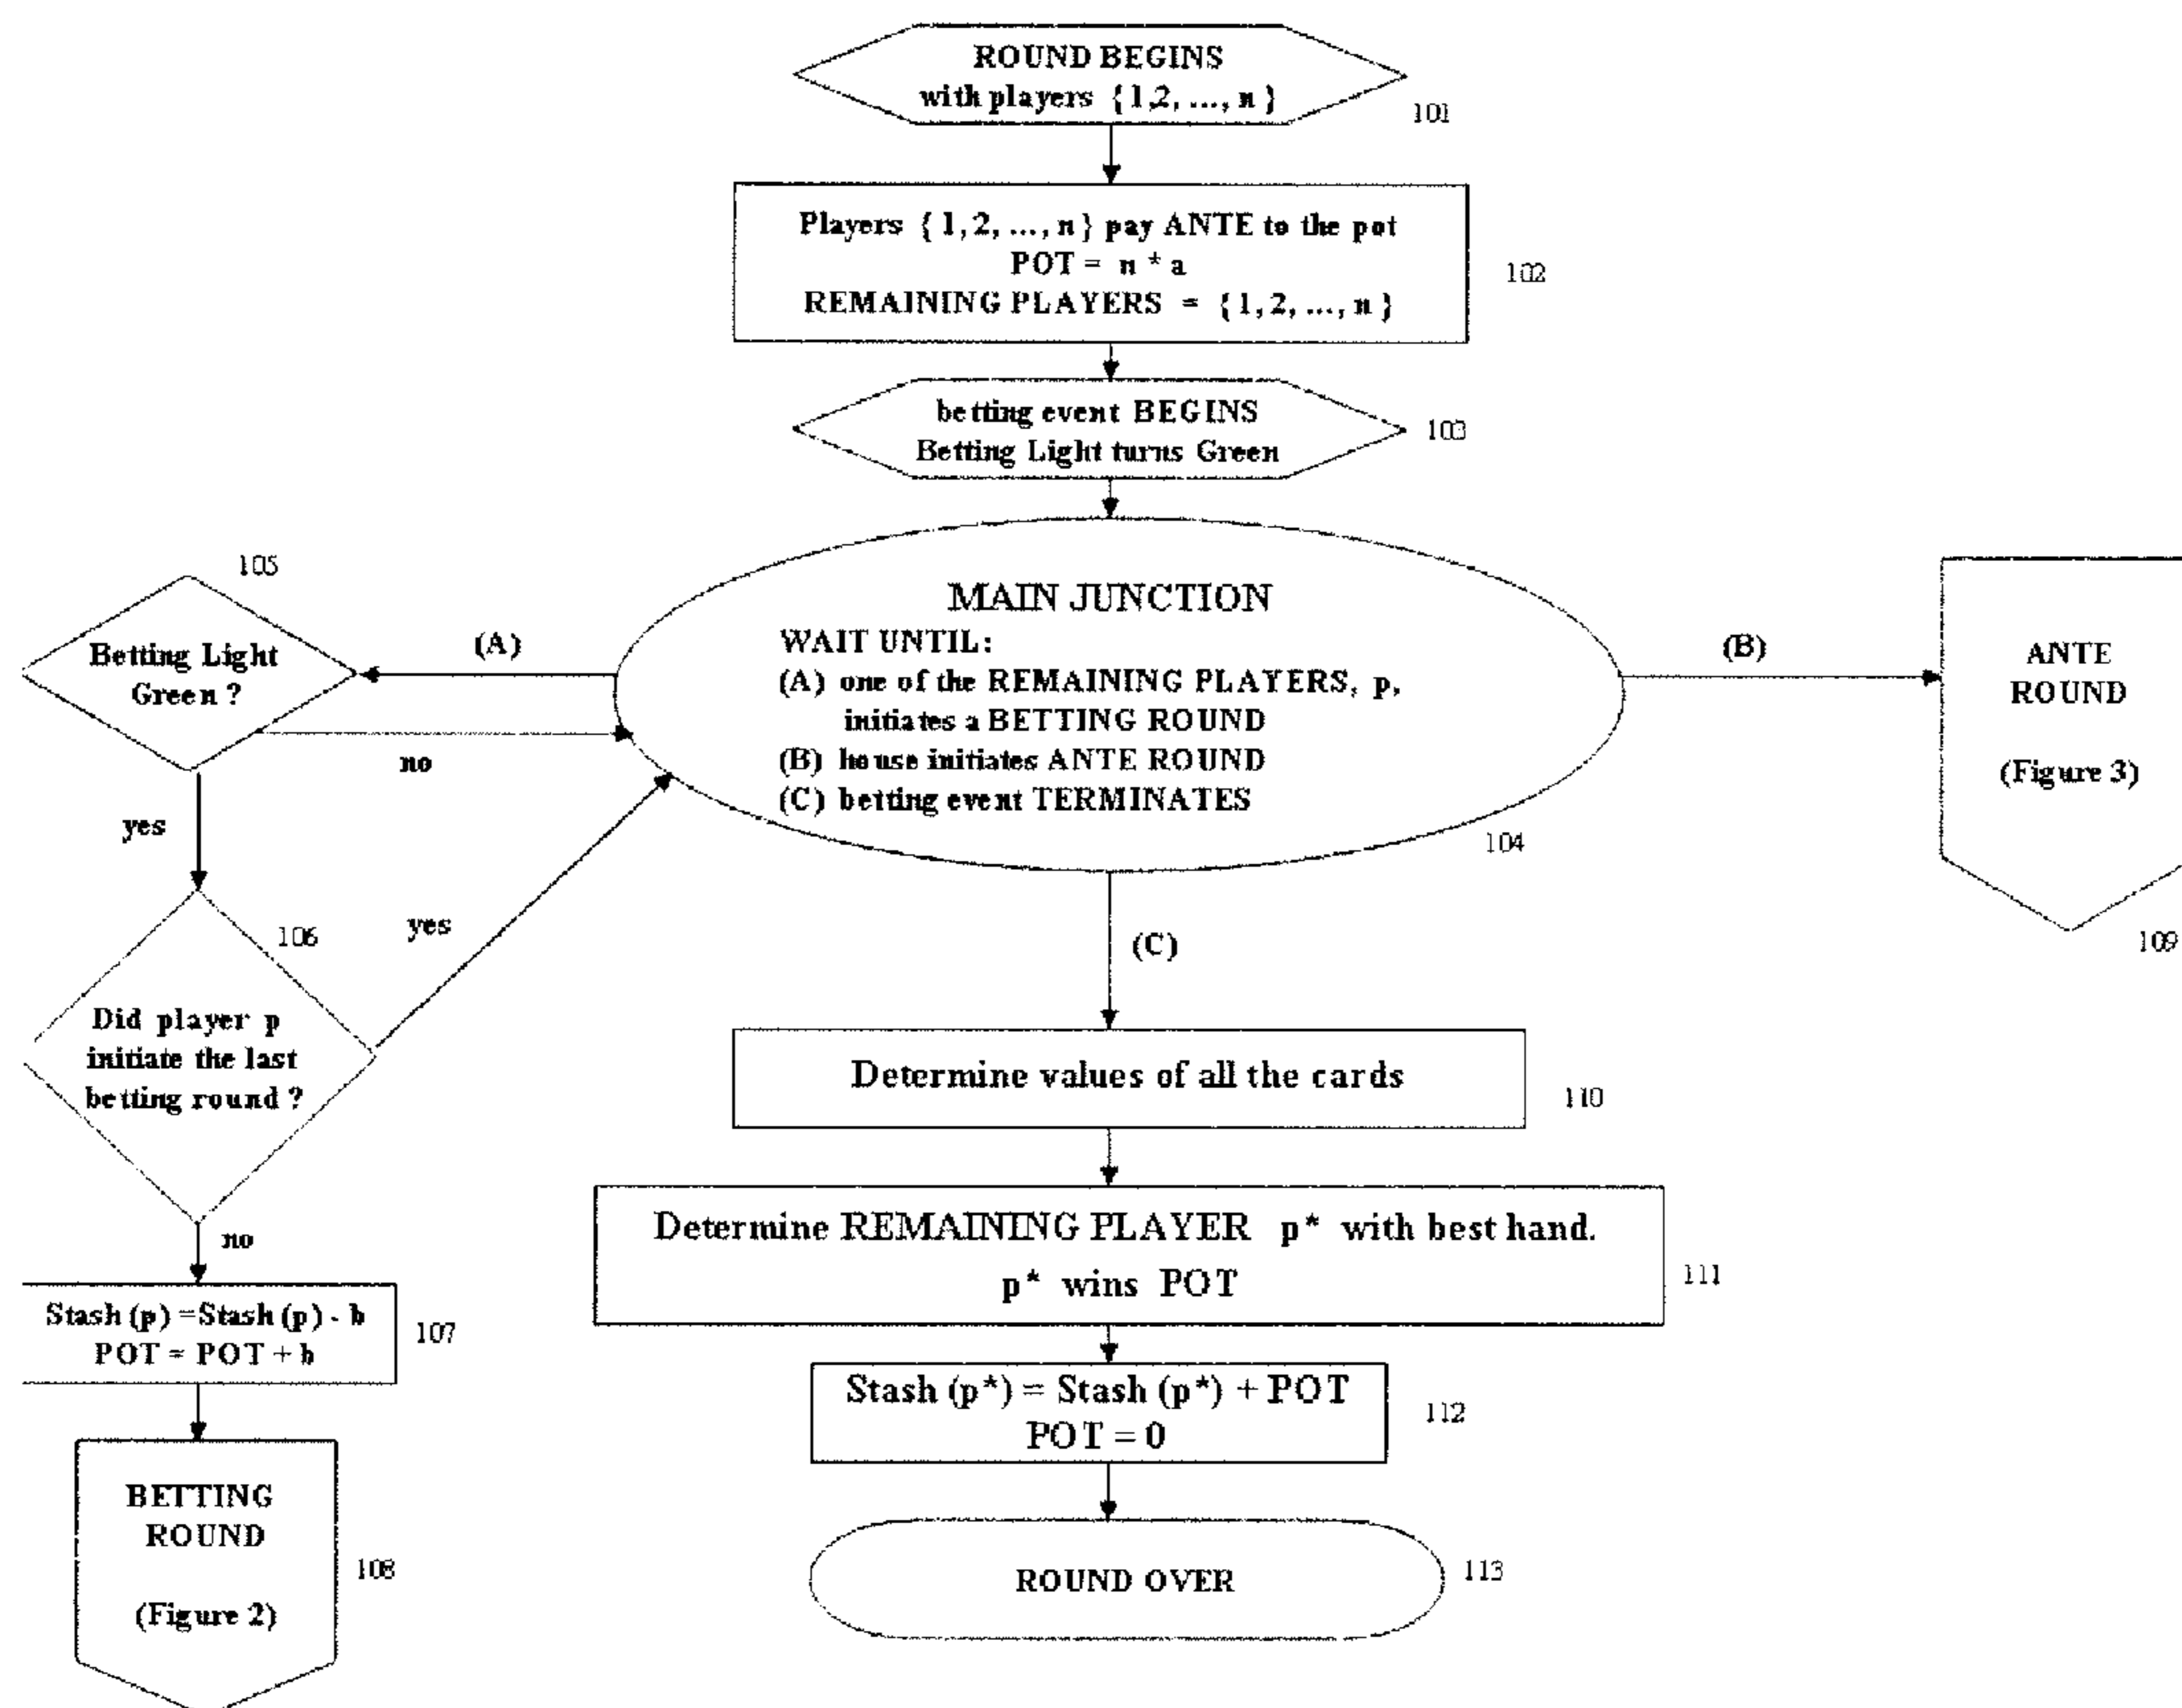 ROUND BEGINS
with players {1,2, ..., n}
101
Players {1, 2, ..., n} pay ANTE to the pot
POT = n * a
REMAINING PLAYERS = {1, 2, ..., n}
102
betting event BEGINS
Betting Light turns Green
103
MAIN JUNCTION
WAIT UNTIL:
(A) one of the REMAINING PLAYERS, p,
initiates a BETTING ROUND
(B) house initiates ANTE ROUND
(C) betting event TERMINATES
104
105
Betting Light
Green ?
(A)
no
yes
(B)
ANTE
ROUND
(Figure 3)
109
106
yes
Did player p
initiate the last
betting round ?
no
(C)
Determine values of all the cards
110
Determine REMAINING PLAYER p* with best hand.
p* wins POT
111
Stash (p) =Stash (p) - b
POT = POT + b
107
Stash (p*) = Stash (p*) + POT
POT = 0
112
BETTING
ROUND
(Figure 2)
108
ROUND OVER
113